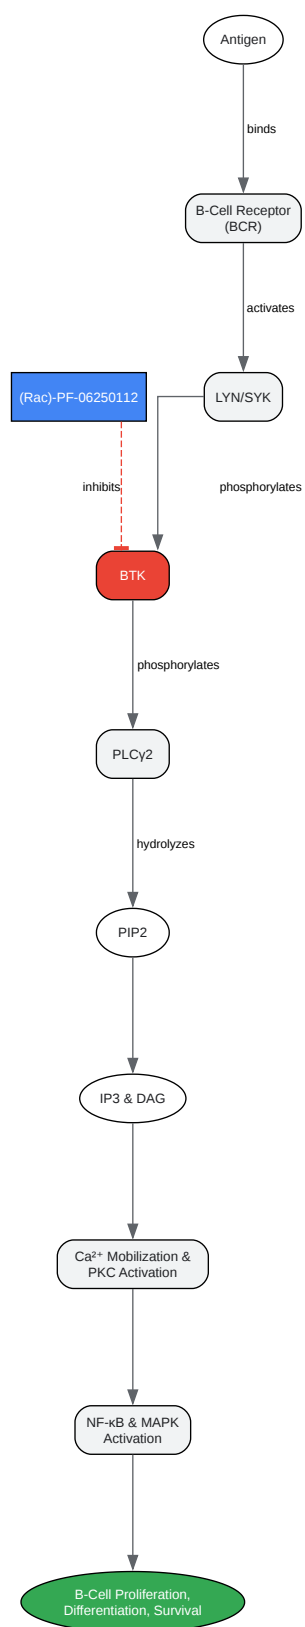 Antigen
binds
B-Cell Receptor
(BCR)
activates
(Rac)-PF-06250112
LYN/SYK
inhibits
phosphorylates
BTK
phosphorylates
PLCγ2
hydrolyzes
PIP2
IP3 & DAG
Ca²⁺ Mobilization &
PKC Activation
NF-κB & MAPK
Activation
B-Cell Proliferation,
Differentiation, Survival